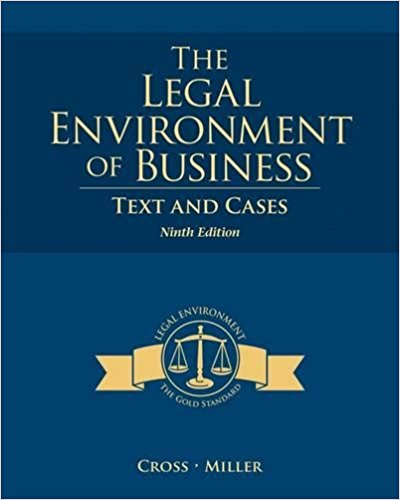 THE
LEGAL
ENVIRONMENT
OF BUSINESS
TEXT AND CASES
Ninth Edition
LEGAL ENVIRONMENT
THE GOLD STANDARD
CROSS · MILLER